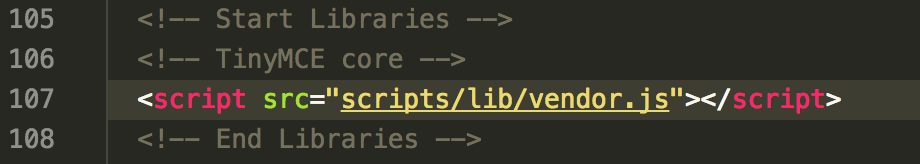 105 <!-- Start Libraries -->
106 <!-- TinyMCE core -->
107 <script src="scripts/lib/vendor.js"></script>
108 <!-- End Libraries -->